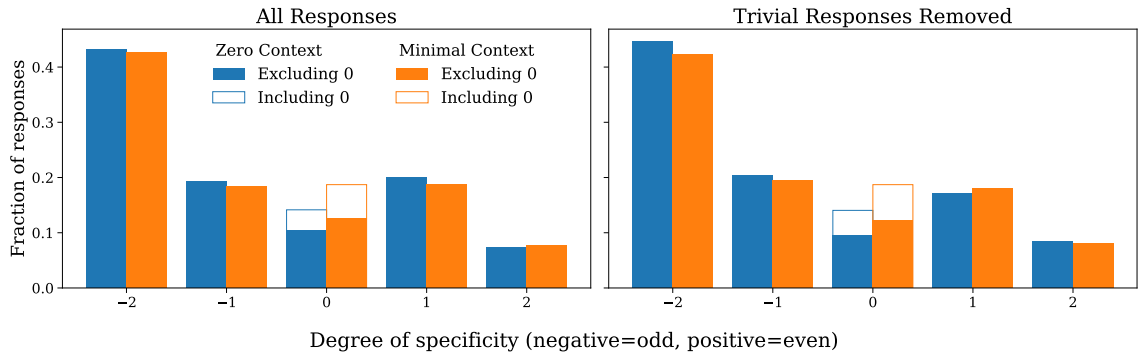 All Responses
Trivial Responses Removed
Zero Context
Minimal Context
Excluding 0
Excluding 0
Including 0
Including 0
Fraction of responses
0.4
0.3
0.2
0.1
0.0
−2
−1
0
1
2
−2
−1
0
1
2
Degree of specificity (negative=odd, positive=even)